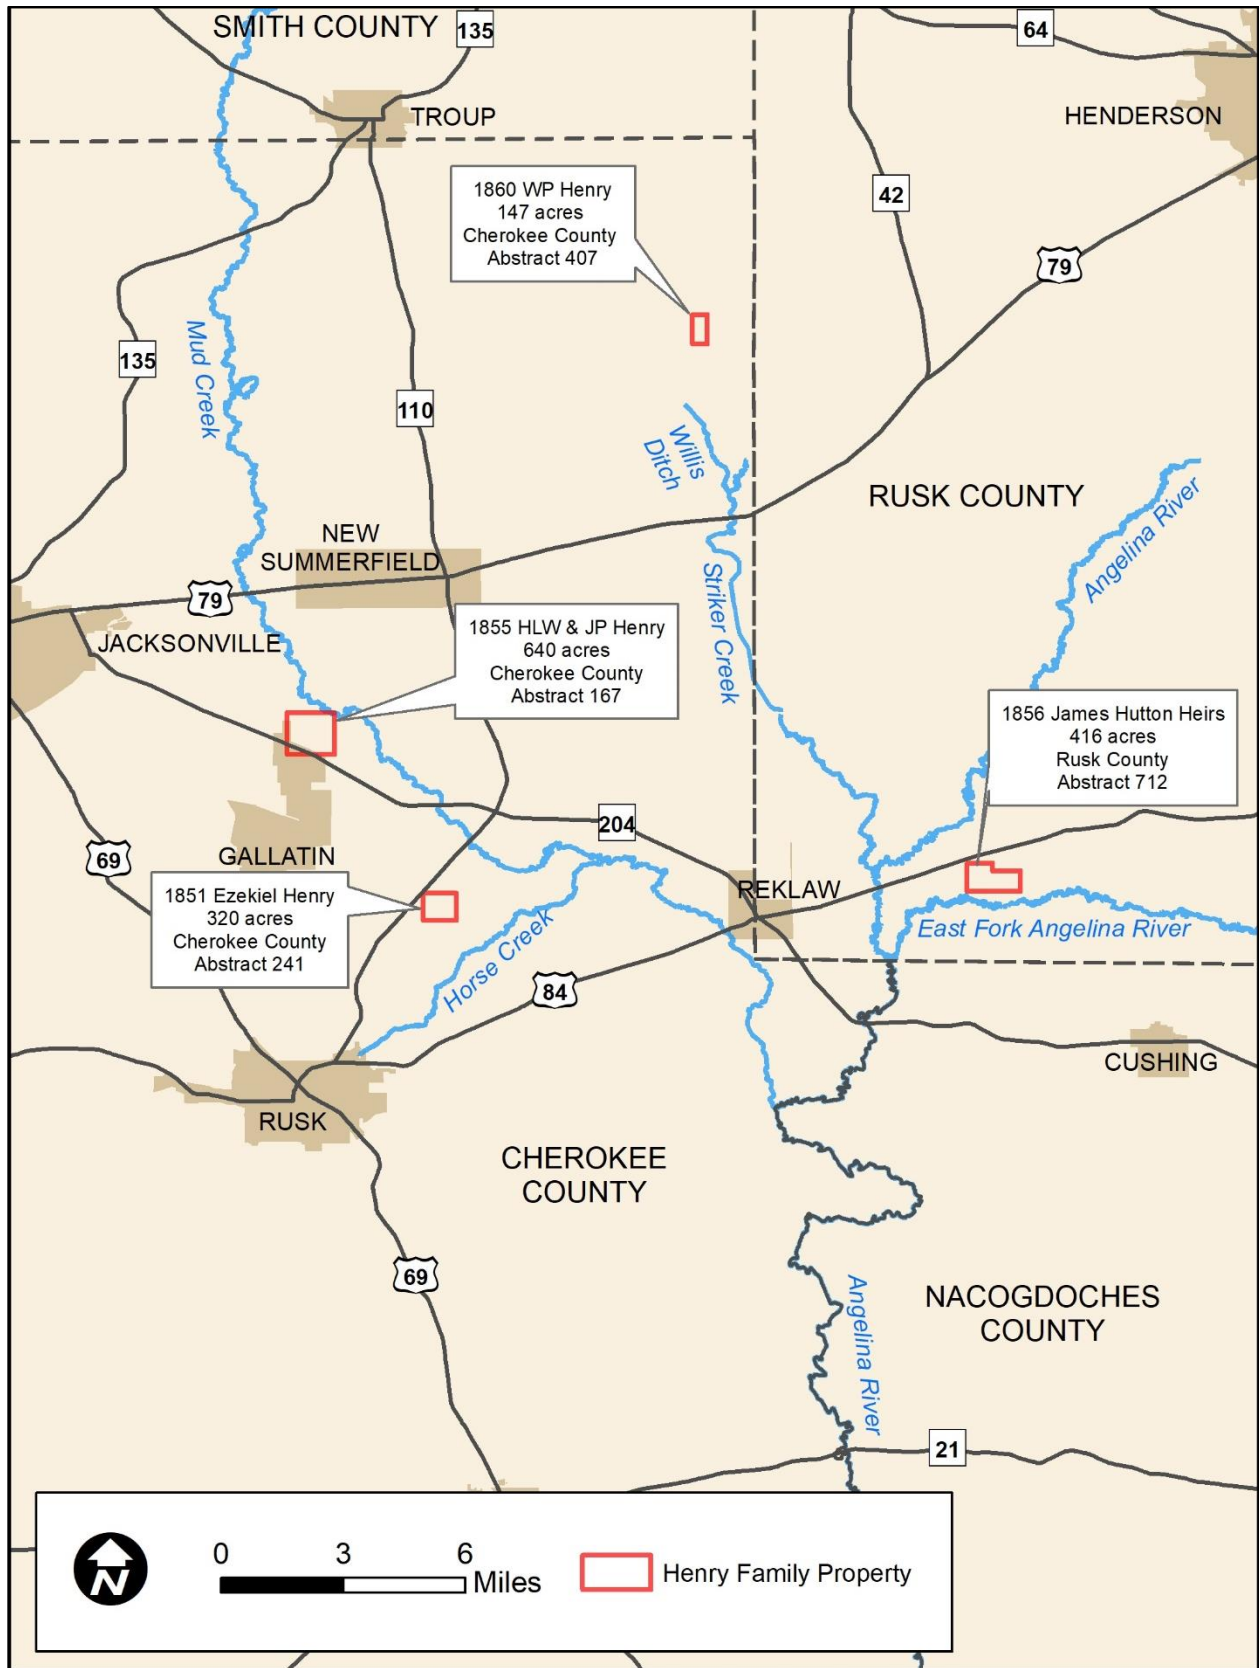 SMITH COUNTY
135
64
TROUP
HENDERSON
1860 WP Henry
147 acres
Cherokee County
Abstract 407
42
79
135
Mud Creek
110
Willis
Ditch
RUSK COUNTY
Angelina River
NEW
SUMMERFIELD
79
JACKSONVILLE
1855 HLW & JP Henry
640 acres
Cherokee County
Abstract 167
Striker Creek
1856 James Hutton Heirs
416 acres
Rusk County
Abstract 712
204
69
GALLATIN
REKLAW
1851 Ezekiel Henry
320 acres
Cherokee County
Abstract 241
East Fork Angelina River
Horse Creek
84
CUSHING
RUSK
CHEROKEE
COUNTY
69
NACOGDOCHES
COUNTY
Angelina River
21
N
0 3 6
Miles
Henry Family Property